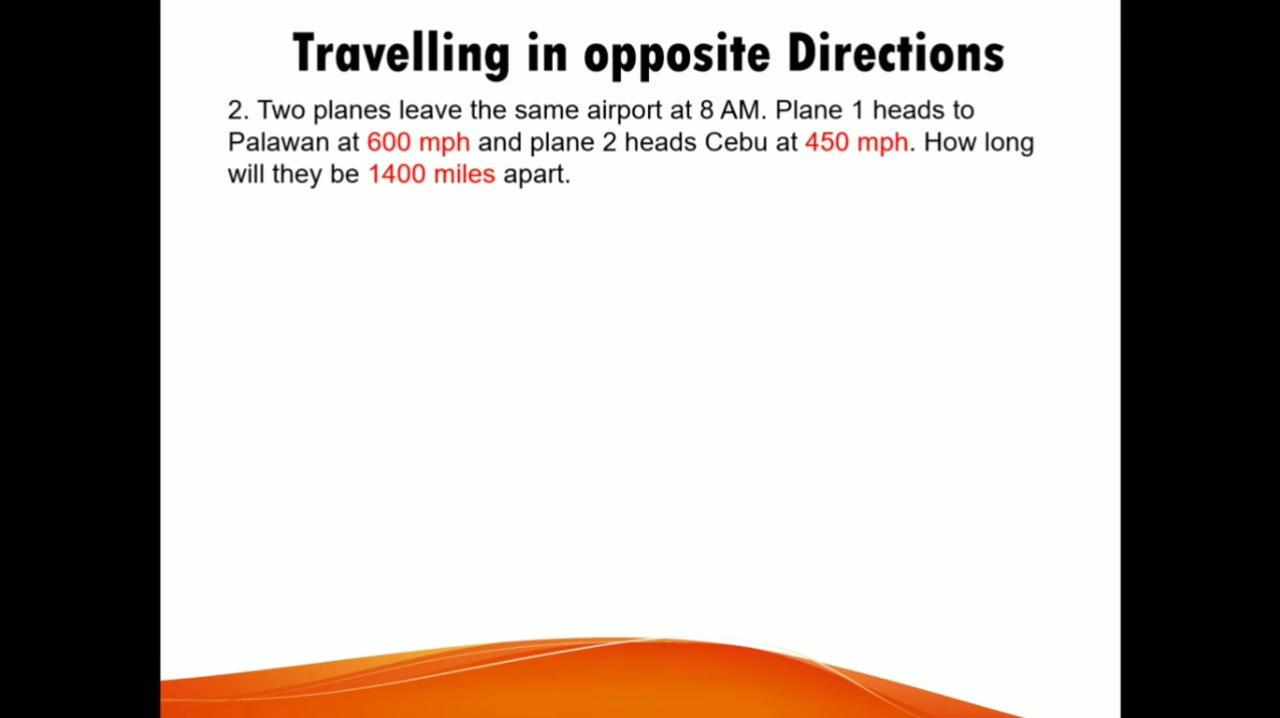 Travelling in opposite Directions
2. Two planes leave the same airport at 8 AM. Plane 1 heads to
Palawan at 600 mph and plane 2 heads Cebu at 450 mph. How long
will they be 1400 miles apart.